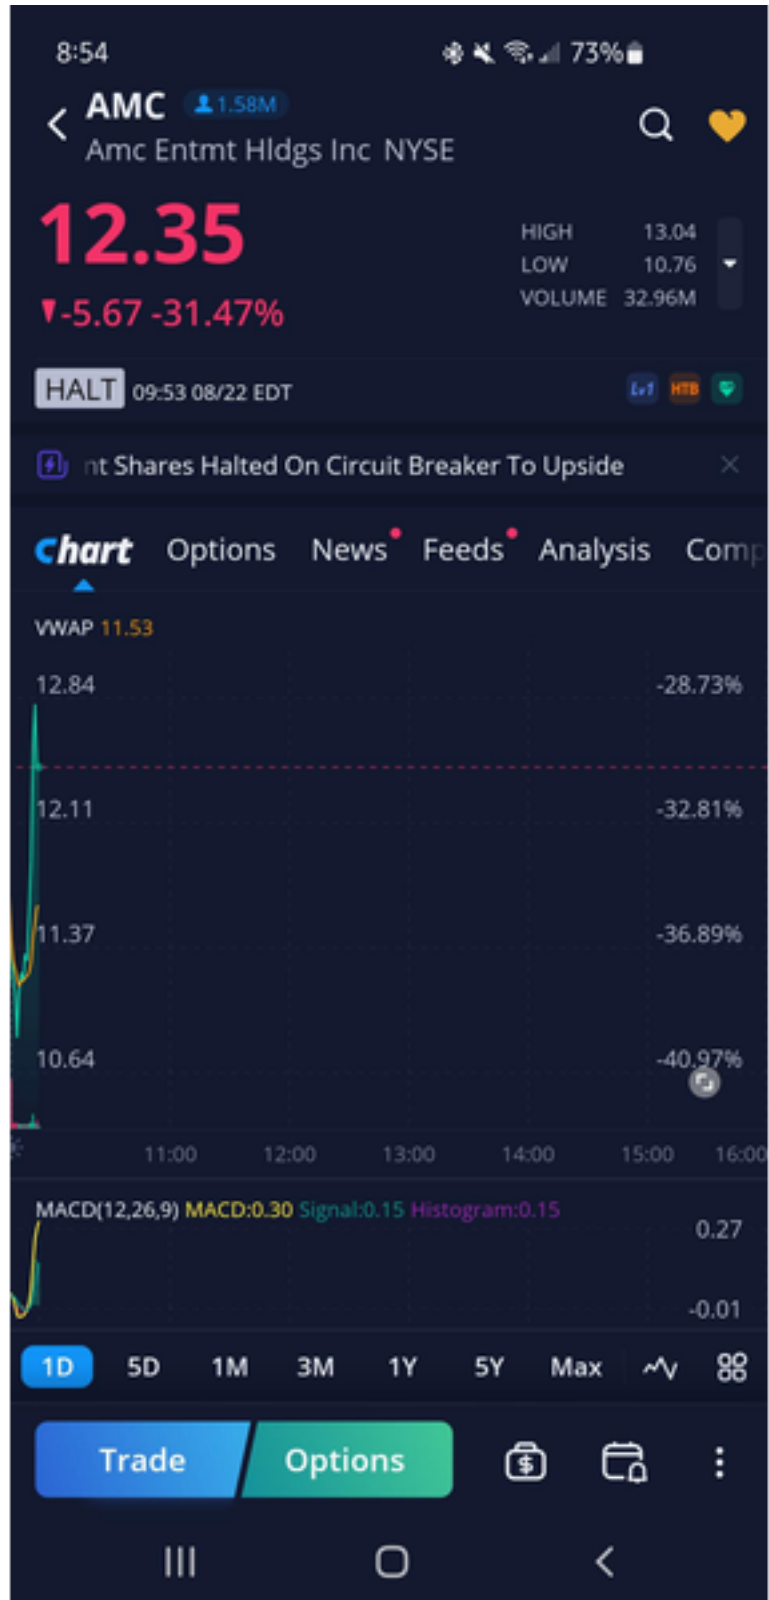 8:54 73%
AMC 1.58M
Amc Entmt Hldgs Inc NYSE
12.35
-5.67 -31.47%
HIGH 13.04
LOW 10.76
VOLUME 32.96M
HALT 09:53 08/22 EDT
Lv1 HTB
nt Shares Halted On Circuit Breaker To Upside
Chart Options News Feeds Analysis Comp
VWAP 11.53
12.84 -28.73%
12.11 -32.81%
11.37 -36.89%
10.64 -40.97%
11:00 12:00 13:00 14:00 15:00 16:00
MACD(12,26,9) MACD:0.30 Signal:0.15 Histogram:0.15
0.27
-0.01
1D 5D 1M 3M 1Y 5Y Max
Trade Options